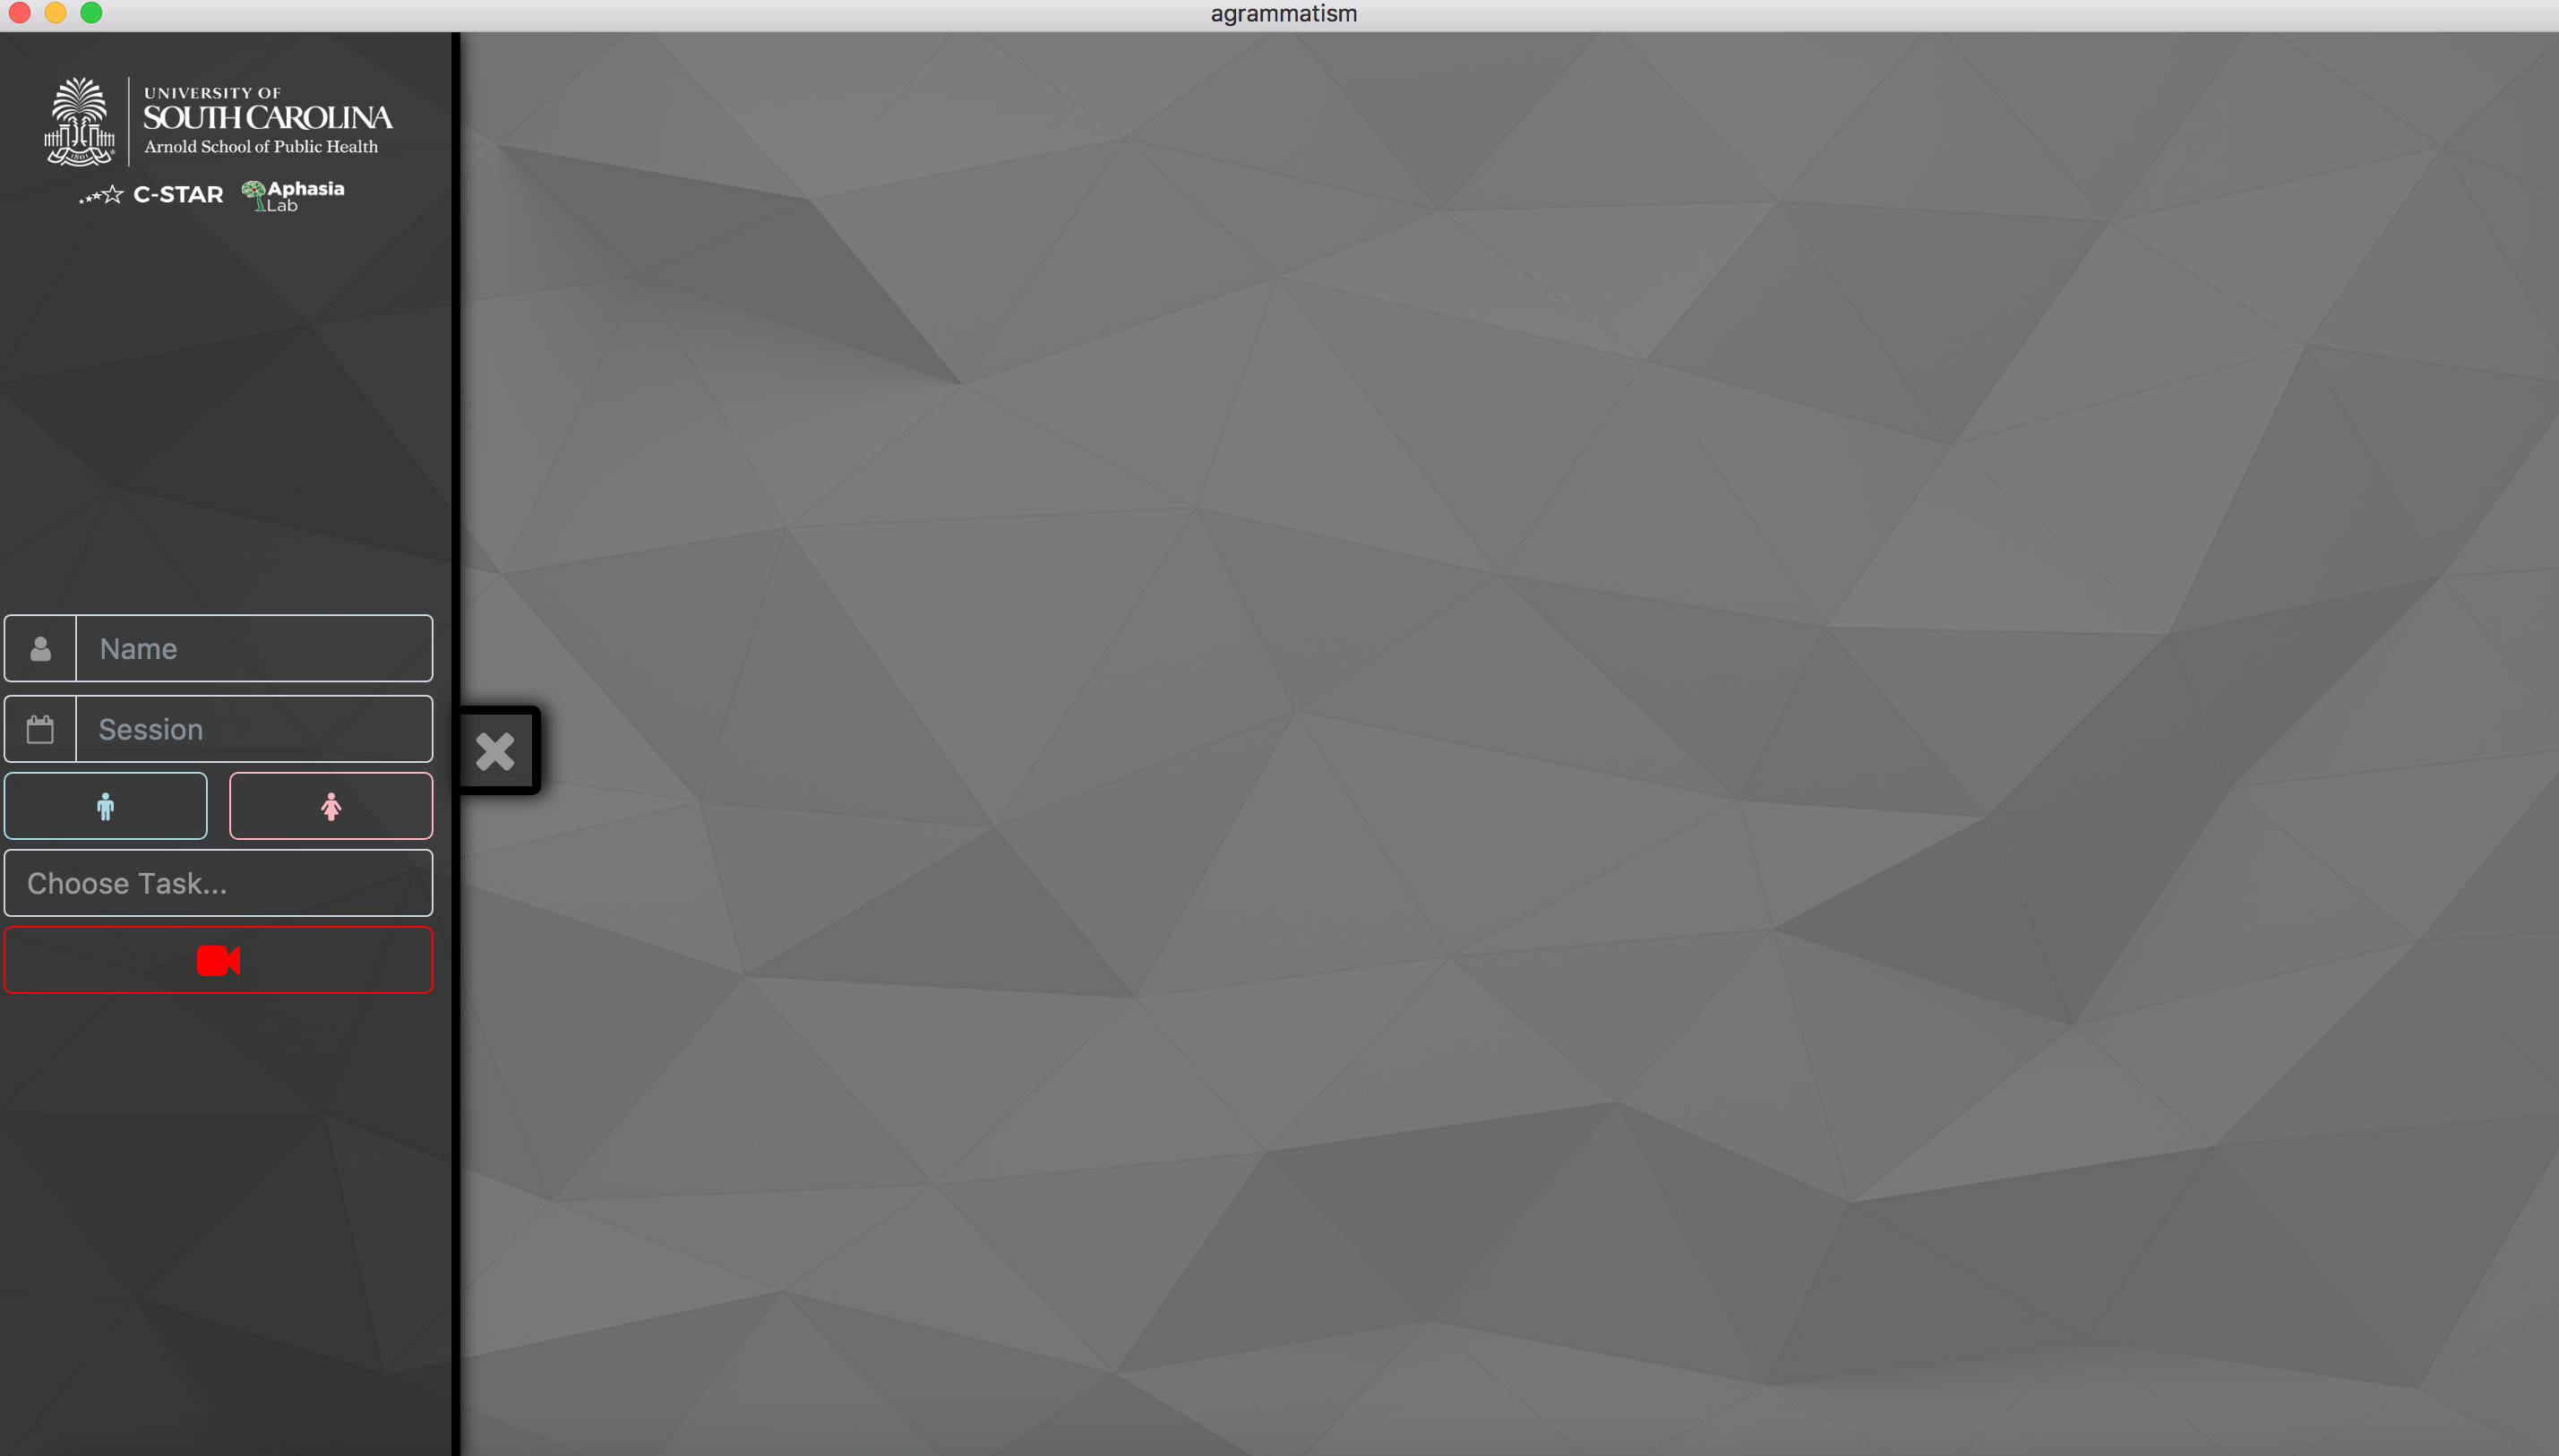 agrammatism
UNIVERSITY OF
SOUTH CAROLINA
Arnold School of Public Health
C-STAR
Aphasia
Lab
Name
Session
Choose Task...